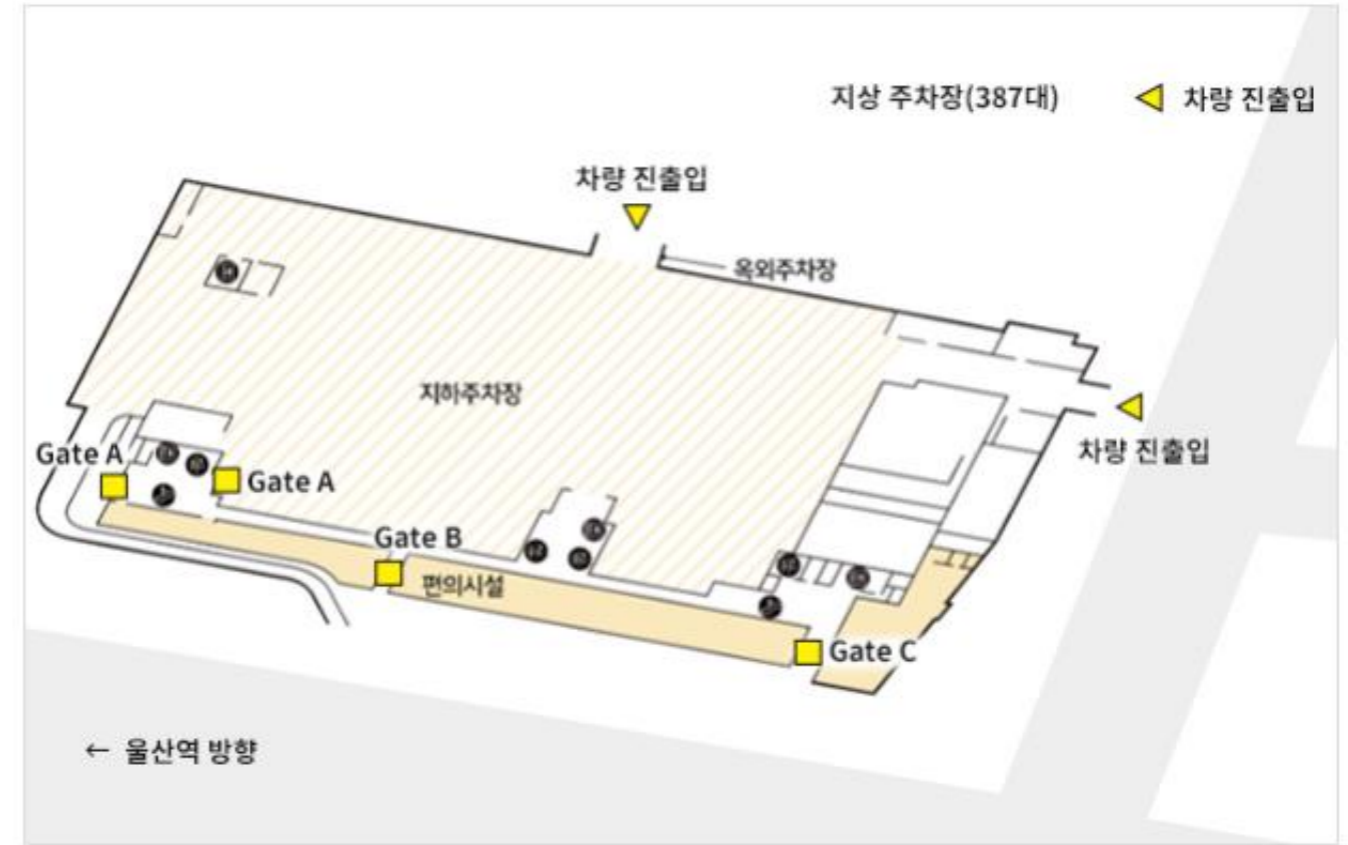 지상 주차장(387대)
차량 진출입
차량 진출입
옥외주차장
지하주차장
차량 진출입
Gate A
Gate A
Gate B
편의시설
Gate C
← 울산역 방향